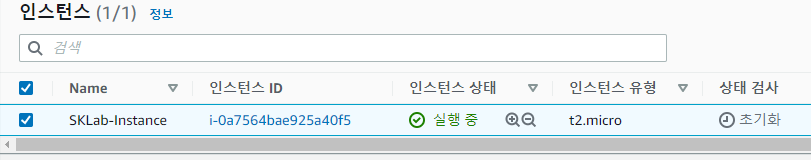 인스턴스 (1/1) 정보
검색
Name 인스턴스 ID 인스턴스 상태 인스턴스 유형 상태 검사
SKLab-Instance i-0a7564bae925a40f5 실행 중 t2.micro 초기화